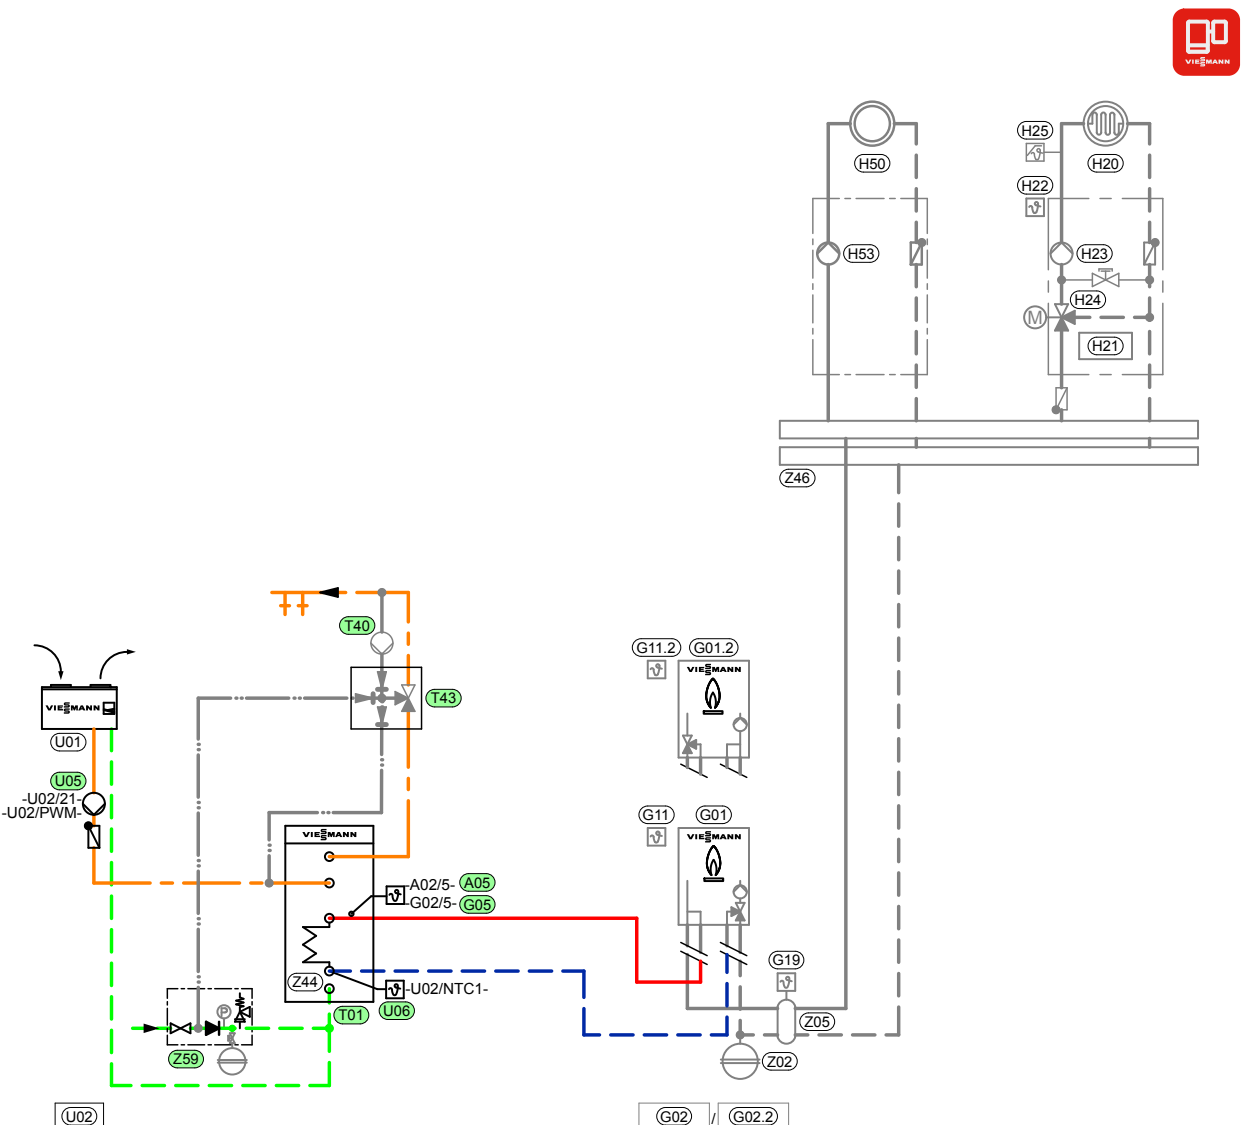 VIESMANN
H25
H50
H20
H22
H53
H23
H24
M
H21
Z46
T40
G11.2
G01.2
VIESMANN
T43
VIESMANN
U01
U05
-U02/21-
-U02/PWM-
G11
G01
VIESMANN
VIESMANN
-A02/5- A05
-G02/5- G05
G19
Z44
-U02/NTC1-
P
T01
U06
Z05
Z59
Z02
U02
G02 / G02.2